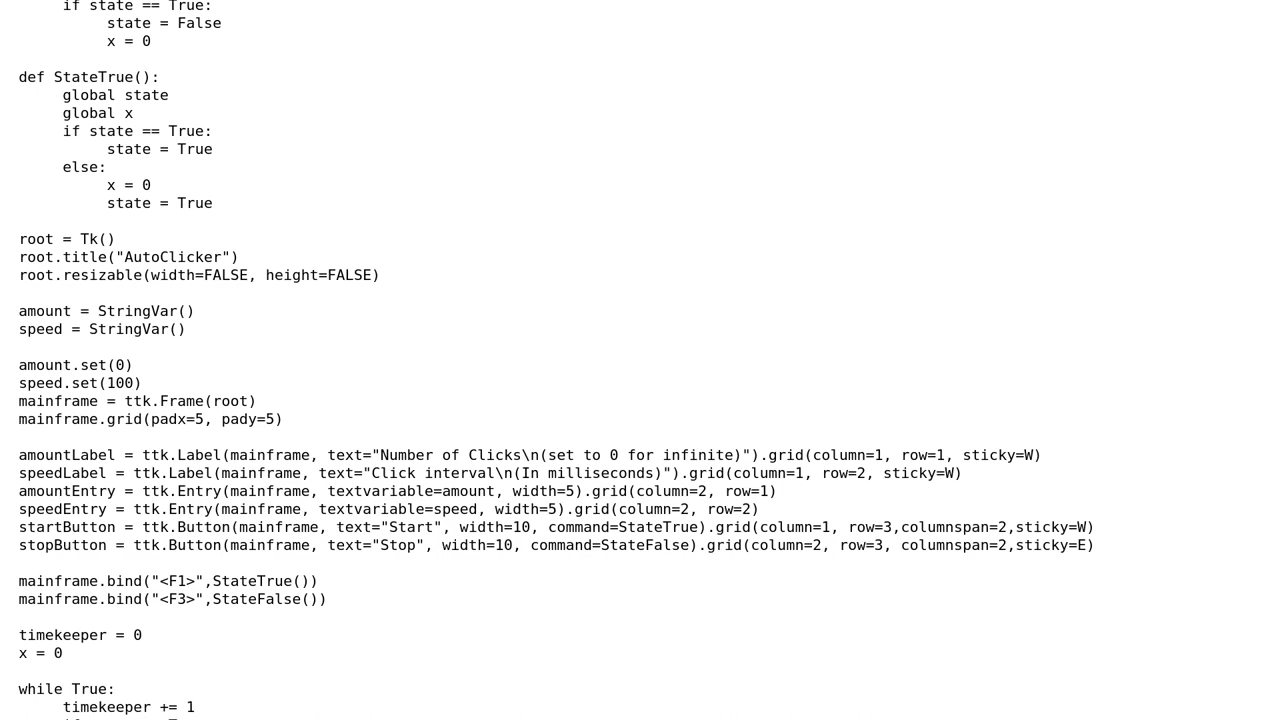 if state == True:
state = False
x = 0
def StateTrue():
global state
global x
if state == True:
state = True
else:
x = 0
state = True
root = Tk()
root.title("AutoClicker")
root.resizable(width=FALSE, height=FALSE)
amount = StringVar()
speed = StringVar()
amount.set(0)
speed.set(100)
mainframe = ttk.Frame(root)
mainframe.grid(padx=5, pady=5)
amountLabel = ttk.Label(mainframe, text="Number of Clicks\n(set to 0 for infinite)").grid(column=1, row=1, sticky=W)
speedLabel = ttk.Label(mainframe, text="Click interval\n(In milliseconds)").grid(column=1, row=2, sticky=W)
amountEntry = ttk.Entry(mainframe, textvariable=amount, width=5).grid(column=2, row=1)
speedEntry = ttk.Entry(mainframe, textvariable=speed, width=5).grid(column=2, row=2)
startButton = ttk.Button(mainframe, text="Start", width=10, command=StateTrue).grid(column=1, row=3,columnspan=2,sticky=W)
stopButton = ttk.Button(mainframe, text="Stop", width=10, command=StateFalse).grid(column=2, row=3, columnspan=2,sticky=E)
mainframe.bind("<F1>",StateTrue())
mainframe.bind("<F3>",StateFalse())
timekeeper = 0
x = 0
while True:
timekeeper += 1